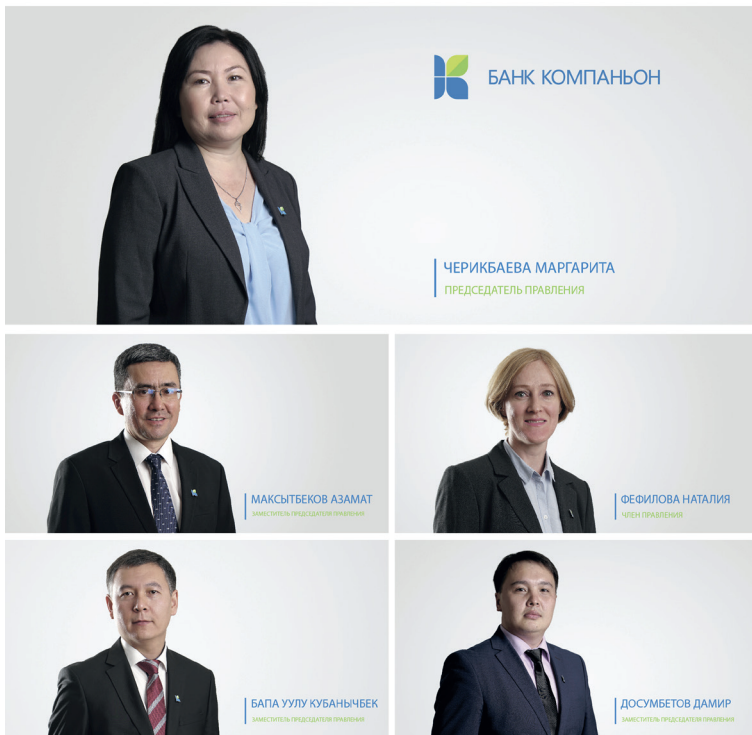 БАНК КОМПАНЬОН
ЧЕРИКБАЕВА МАРГАРИТА
ПРЕДСЕДАТЕЛЬ ПРАВЛЕНИЯ
МАКСЫТБЕКОВ АЗАМАТ
ЗАМЕСТИТЕЛЬ ПРЕДСЕДАТЕЛЯ ПРАВЛЕНИЯ
ФЕФИЛОВА НАТАЛИЯ
ЧЛЕН ПРАВЛЕНИЯ
БАПА УУЛУ КУБАНЫЧБЕК
ЗАМЕСТИТЕЛЬ ПРЕДСЕДАТЕЛЯ ПРАВЛЕНИЯ
ДОСУМБЕТОВ ДАМИР
ЗАМЕСТИТЕЛЬ ПРЕДСЕДАТЕЛЯ ПРАВЛЕНИЯ